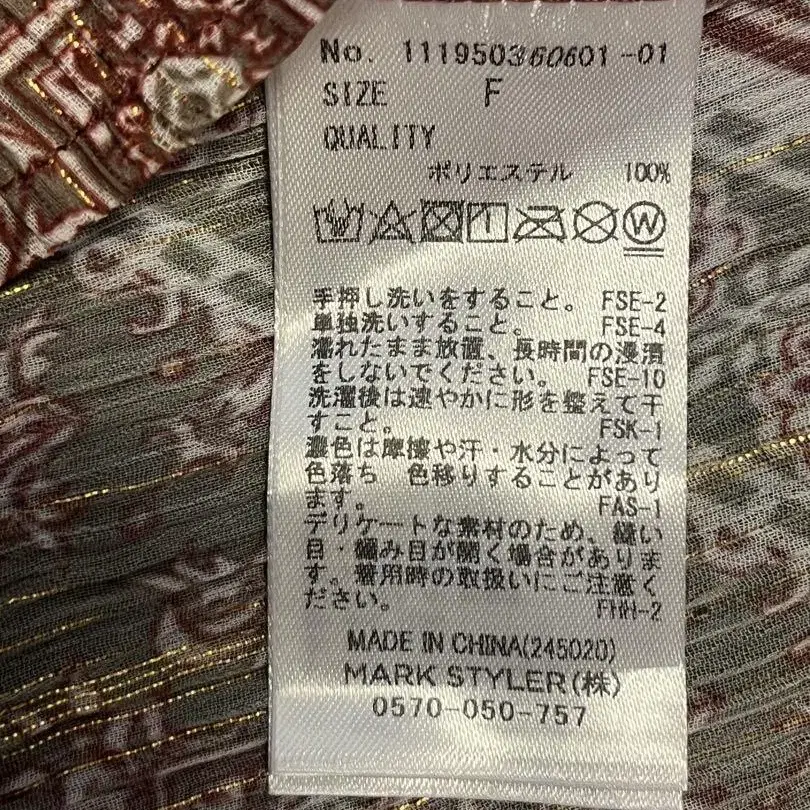 No. 111950360601-01
SIZE F
QUALITY
ポリエステル 100%
W
手押し洗いをすること。 FSE-2
単独洗いすること。 FSE-4
濡れたまま放置、長時間の浸漬
をしないでください。 FSE-10
洗濯後は速やかに形を整えて干
すこと。 FSK-1
濃色は摩擦や汗・水分によって
色落ち 色移りすることがあり
ます。 FAS-1
デリケートな素材のため、縫い
目・編み目が開く場合がありま
す。着用時の取扱いにご注意く
ださい。 FHH-2
MADE IN CHINA(245020)
MARK STYLER(株)
0570-050-757